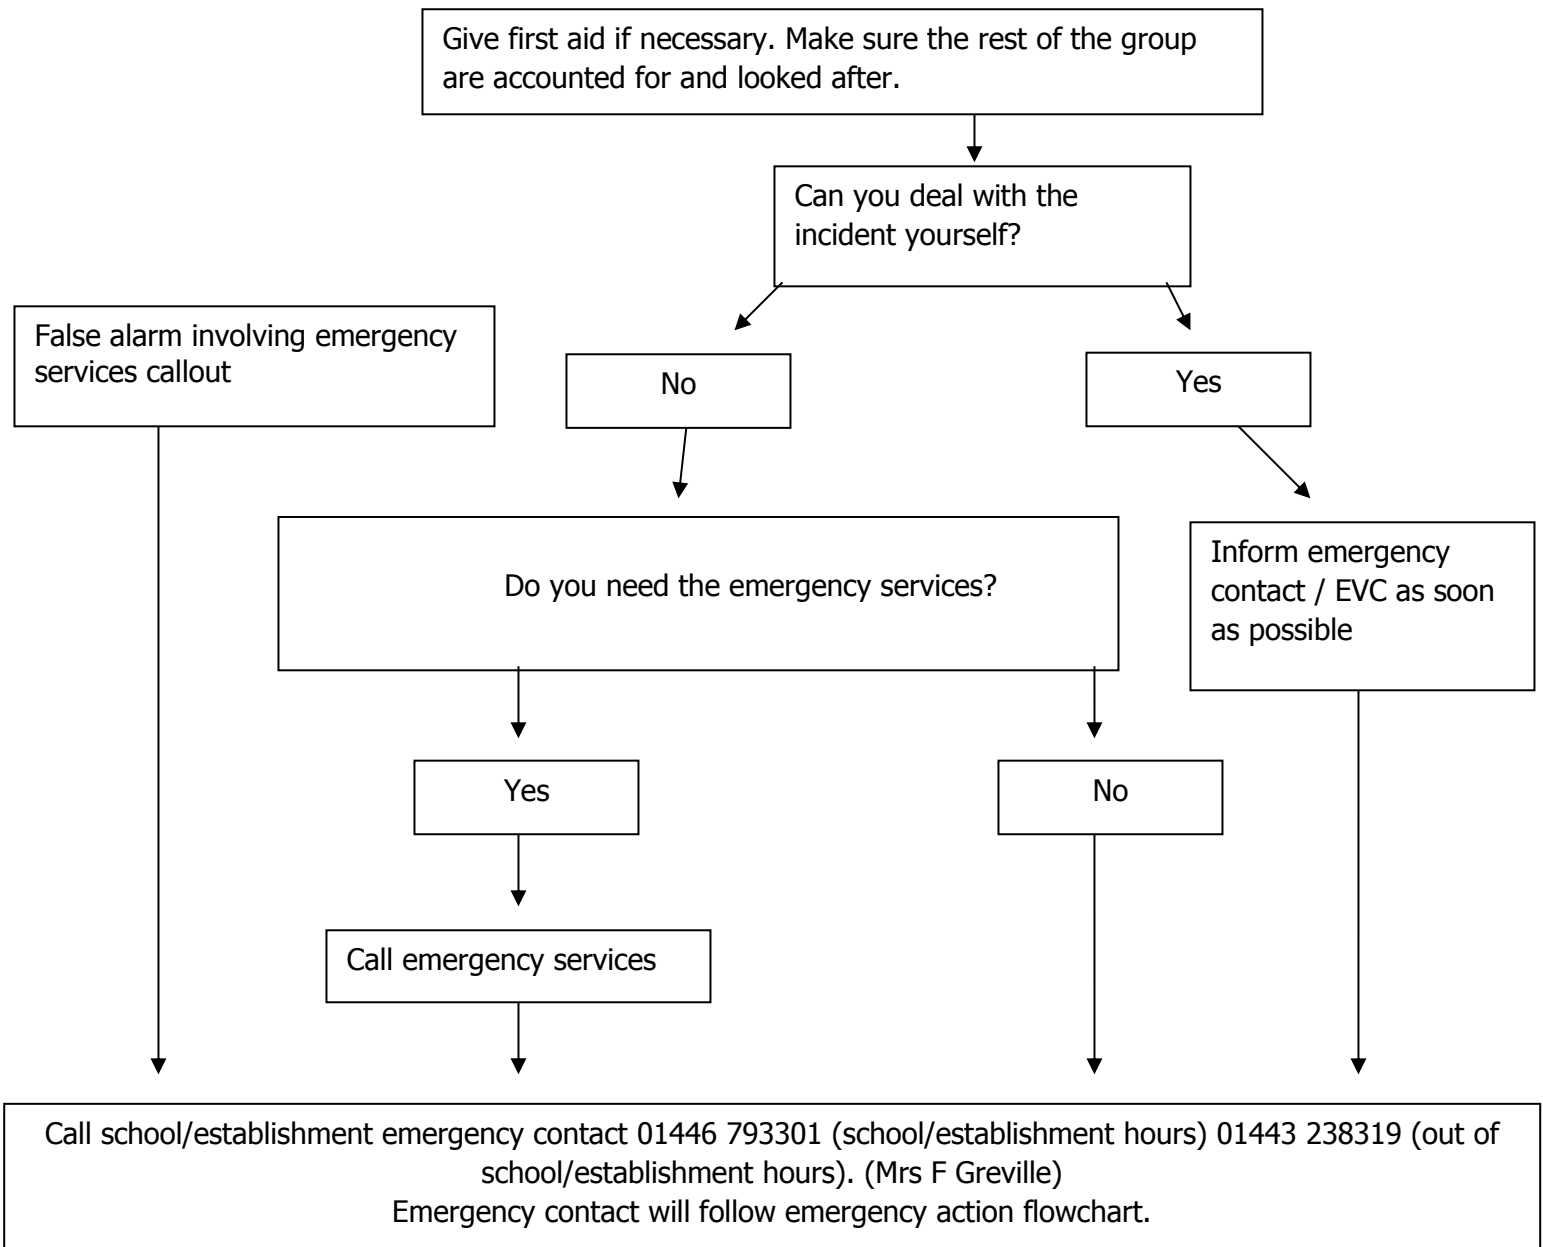 Give first aid if necessary. Make sure the rest of the group
are accounted for and looked after.
Can you deal with the
incident yourself?
False alarm involving emergency
services callout
No
Yes
Do you need the emergency services?
Inform emergency
contact / EVC as soon
as possible
Yes
No
Call emergency services
Call school/establishment emergency contact 01446 793301 (school/establishment hours) 01443 238319 (out of
school/establishment hours). (Mrs F Greville)
Emergency contact will follow emergency action flowchart.